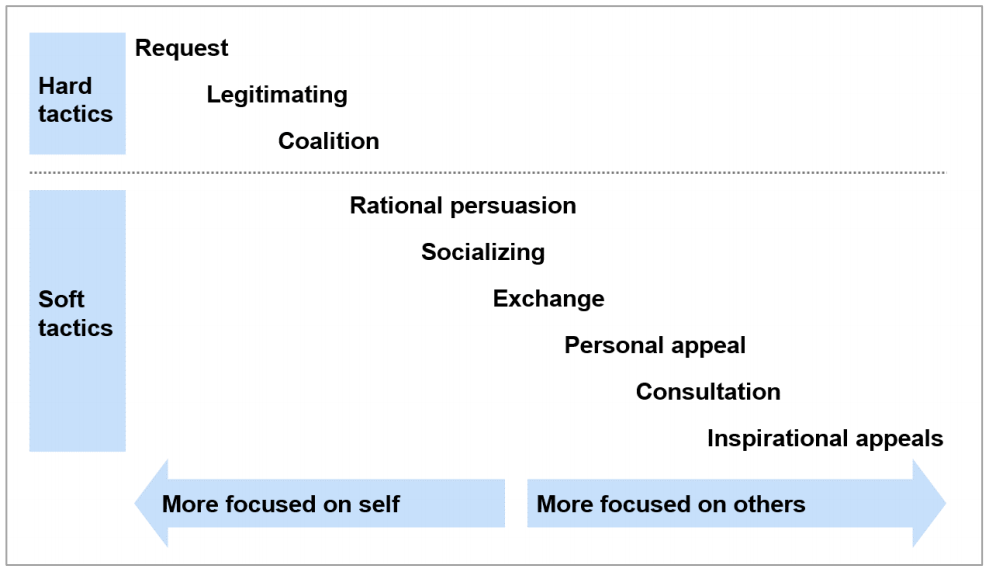 Request
Hard
tactics
Legitimating
Coalition
Rational persuasion
Socializing
Soft
tactics
Exchange
Personal appeal
Consultation
Inspirational appeals
More focused on self
More focused on others